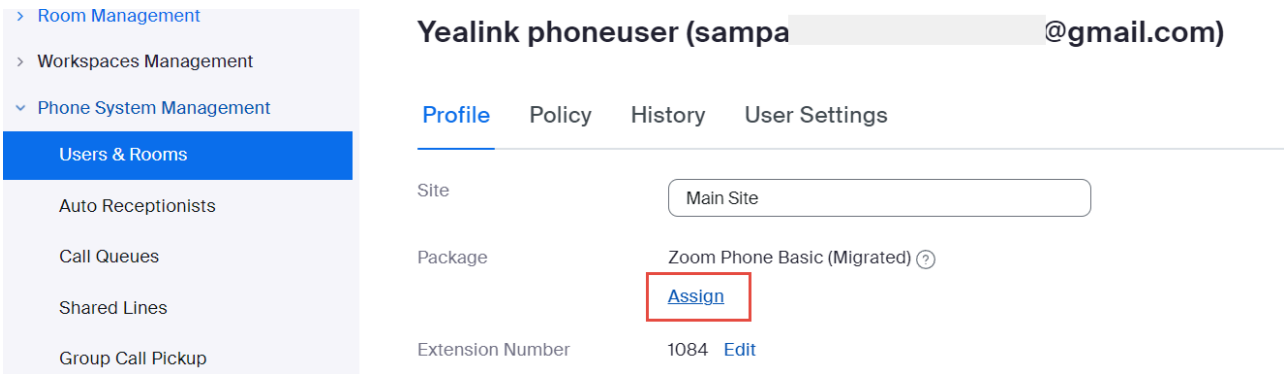 Room Management
Workspaces Management
Phone System Management
Users & Rooms
Auto Receptionists
Call Queues
Shared Lines
Group Call Pickup
Yealink phoneuser (sampa @gmail.com)
Profile Policy History User Settings
Site Main Site
Package Zoom Phone Basic (Migrated) ?
Assign
Extension Number 1084 Edit